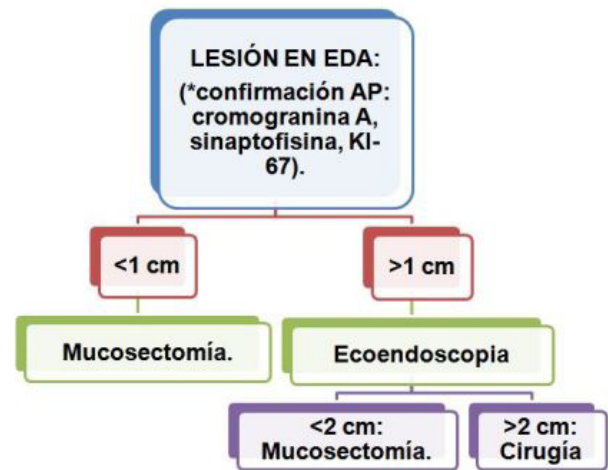 LESIÓN EN EDA:
(*confirmación AP:
cromogranina A,
sinaptofisina, KI-
67).
<1 cm
>1 cm
Mucosectomía.
Ecoendoscopia
<2 cm:
Mucosectomía.
>2 cm:
Cirugía